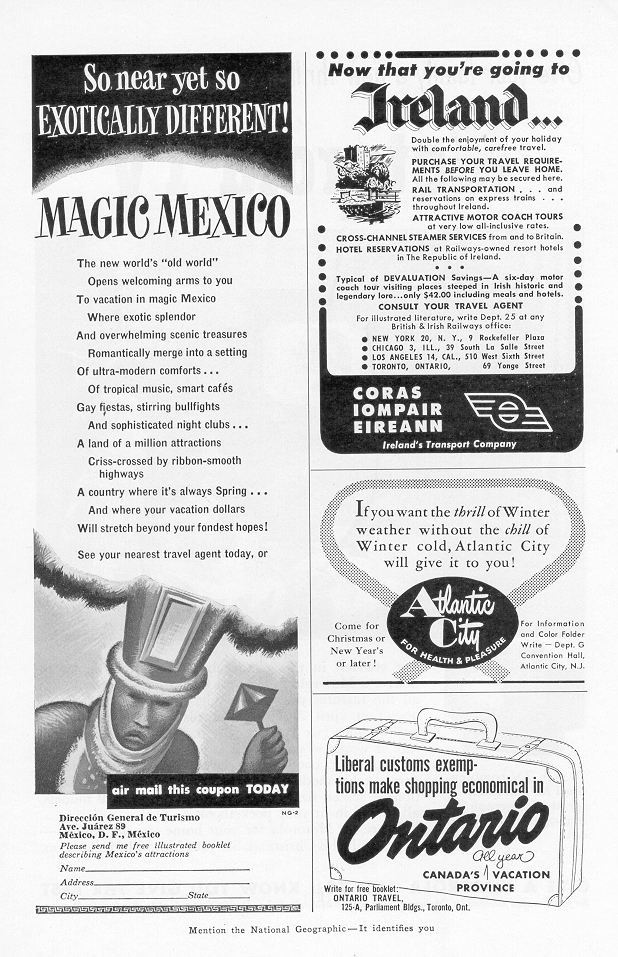 So near yet so
EXOTICALLY DIFFERENT!
MAGIC MEXICO
The new world's "old world"
Opens welcoming arms to you
To vacation in magic Mexico
Where exotic splendor
And overwhelming scenic treasures
Romantically merge into a setting
Of ultra-modern comforts . . .
Of tropical music, smart cafés
Gay fiestas, stirring bullfights
And sophisticated night clubs . . .
A land of a million attractions
Criss-crossed by ribbon-smooth
highways
A country where it's always Spring . . .
And where your vacation dollars
Will stretch beyond your fondest hopes!
See your nearest travel agent today, or
air mail this coupon TODAY
NG-2
Dirección General de Turismo
Ave. Juárez 89
México, D. F., México
Please send me free illustrated booklet
describing Mexico's attractions
Name
Address
City State
Now that you're going to
Ireland...
Double the enjoyment of your holiday
with comfortable, carefree travel.
PURCHASE YOUR TRAVEL REQUIRE-
MENTS BEFORE YOU LEAVE HOME.
All the following may be secured here.
RAIL TRANSPORTATION . . . and
reservations on express trains . . .
throughout Ireland.
ATTRACTIVE MOTOR COACH TOURS
at very low all-inclusive rates.
CROSS-CHANNEL STEAMER SERVICES from and to Britain.
HOTEL RESERVATIONS at Railways-owned resort hotels
in The Republic of Ireland.
• • •
Typical of DEVALUATION Savings—A six-day motor
coach tour visiting places steeped in Irish historic and
legendary lore...only $42.00 including meals and hotels.
CONSULT YOUR TRAVEL AGENT
For illustrated literature, write Dept. 25 at any
British & Irish Railways office:
● NEW YORK 20, N. Y., 9 Rockefeller Plaza
● CHICAGO 3, ILL., 39 South La Salle Street
● LOS ANGELES 14, CAL., 510 West Sixth Street
● TORONTO, ONTARIO, 69 Yonge Street
CORAS
IOMPAIR
EIREANN
Ireland's Transport Company
If you want the thrill of Winter
weather without the chill of
Winter cold, Atlantic City
will give it to you!
Atlantic
City
FOR HEALTH & PLEASURE
Come for
Christmas or
New Year's
or later!
For Information
and Color Folder
Write — Dept. G
Convention Hall,
Atlantic City, N.J.
Liberal customs exemp-
tions make shopping economical in
Ontario
all year
CANADA'S VACATION
PROVINCE
Write for free booklet:
ONTARIO TRAVEL,
125-A, Parliament Bldgs., Toronto, Ont.
Mention the National Geographic—It identifies you